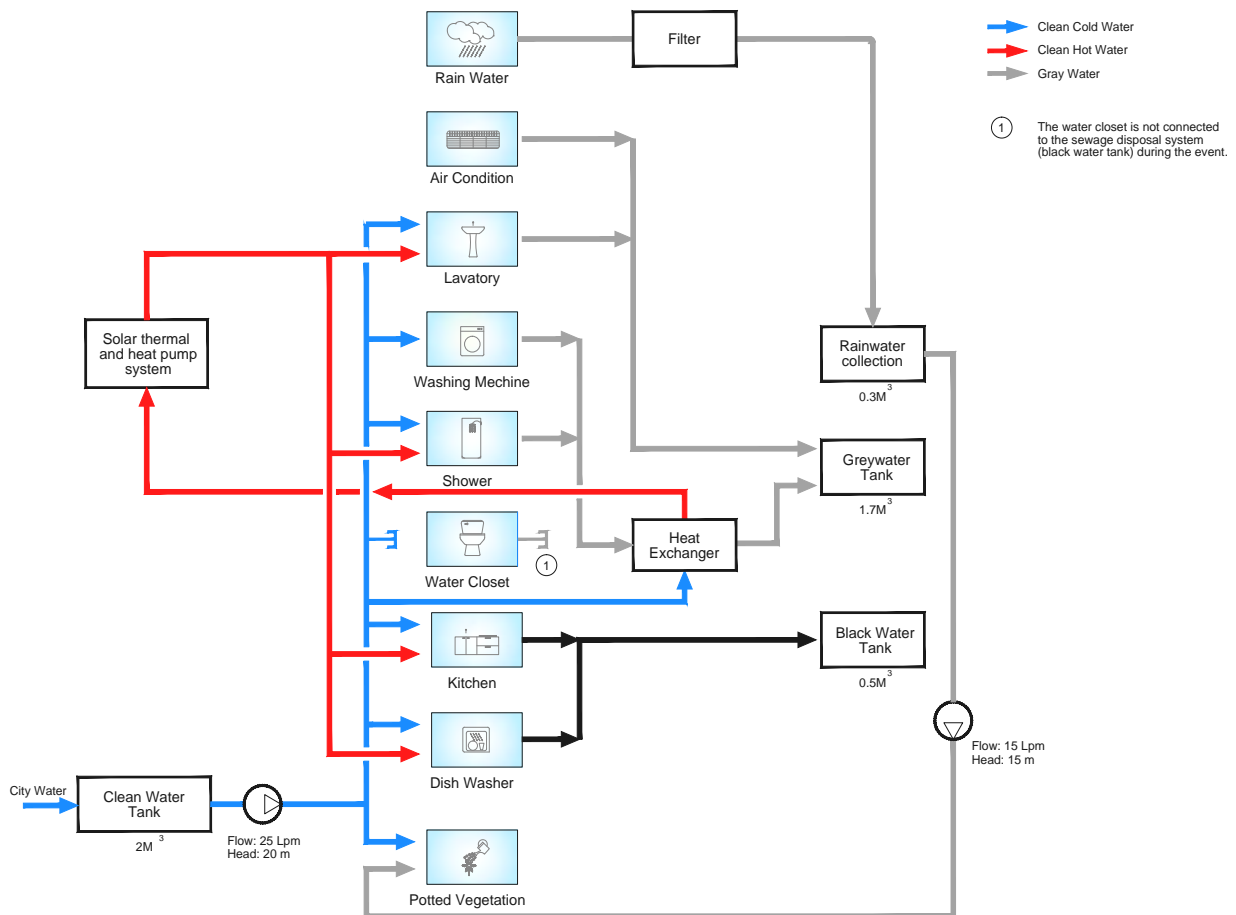 Rain Water
Filter
Clean Cold Water
Clean Hot Water
Gray Water
1
The water closet is not connected
to the sewage disposal system
(black water tank) during the event.
Air Condition
Lavatory
Solar thermal
and heat pump
system
Washing Mechine
Rainwater
collection
0.3M3
Shower
Greywater
Tank
1.7M3
Heat
Exchanger
Water Closet
1
Kitchen
Black Water
Tank
0.5M3
Dish Washer
Flow: 15 Lpm
Head: 15 m
City Water
Clean Water
Tank
2M3
Flow: 25 Lpm
Head: 20 m
Potted Vegetation